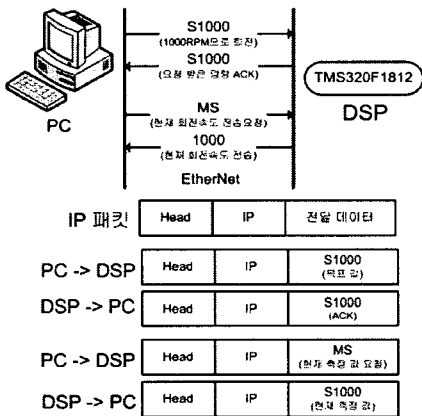 S1000
(1000RPM으로 회전)
S1000
(요청 받은 명령 ACK)
MS
(현재 회전속도 전송요청)
1000
(현재 회전속도 전송)
PC
TMS320F1812
DSP
EtherNet
IP 패킷 Head IP 전달 데이터
PC -> DSP Head IP S1000
(목표 값)
DSP -> PC Head IP S1000
(ACK)
PC -> DSP Head IP MS
(현재 측정 값 요청)
DSP -> PC Head IP S1000
(현재 측정 값)